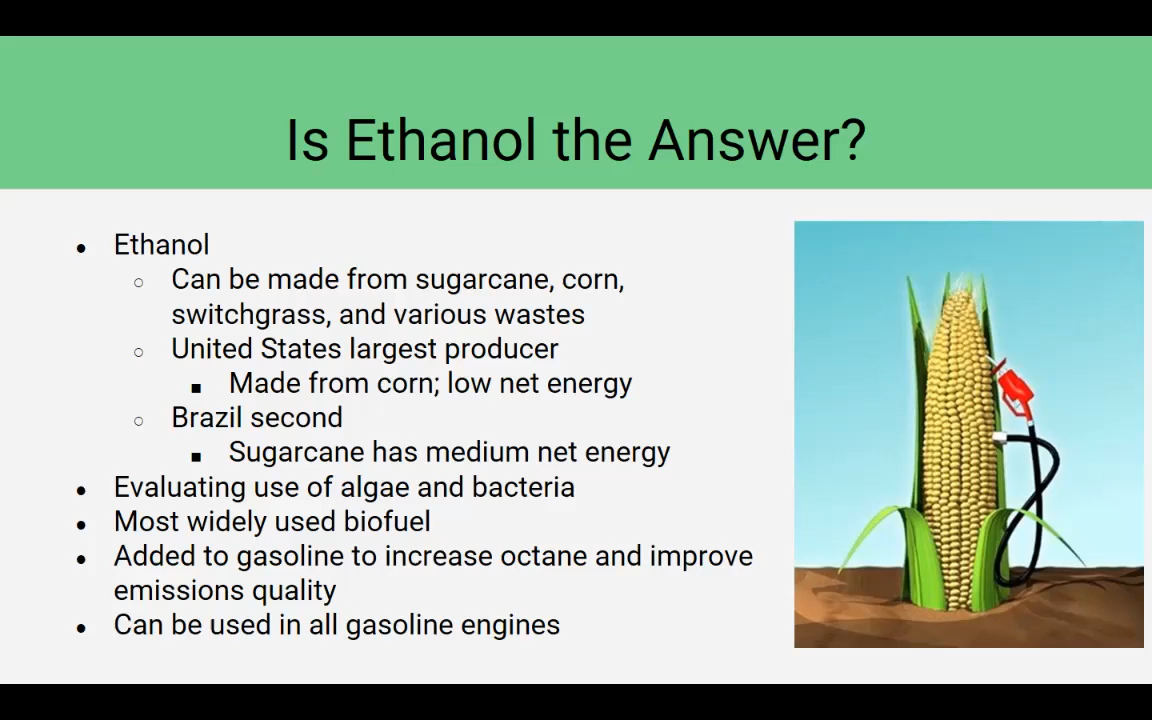 Is Ethanol the Answer?
● Ethanol
○ Can be made from sugarcane, corn,
switchgrass, and various wastes
○ United States largest producer
■ Made from corn; low net energy
○ Brazil second
■ Sugarcane has medium net energy
● Evaluating use of algae and bacteria
● Most widely used biofuel
● Added to gasoline to increase octane and improve
emissions quality
● Can be used in all gasoline engines